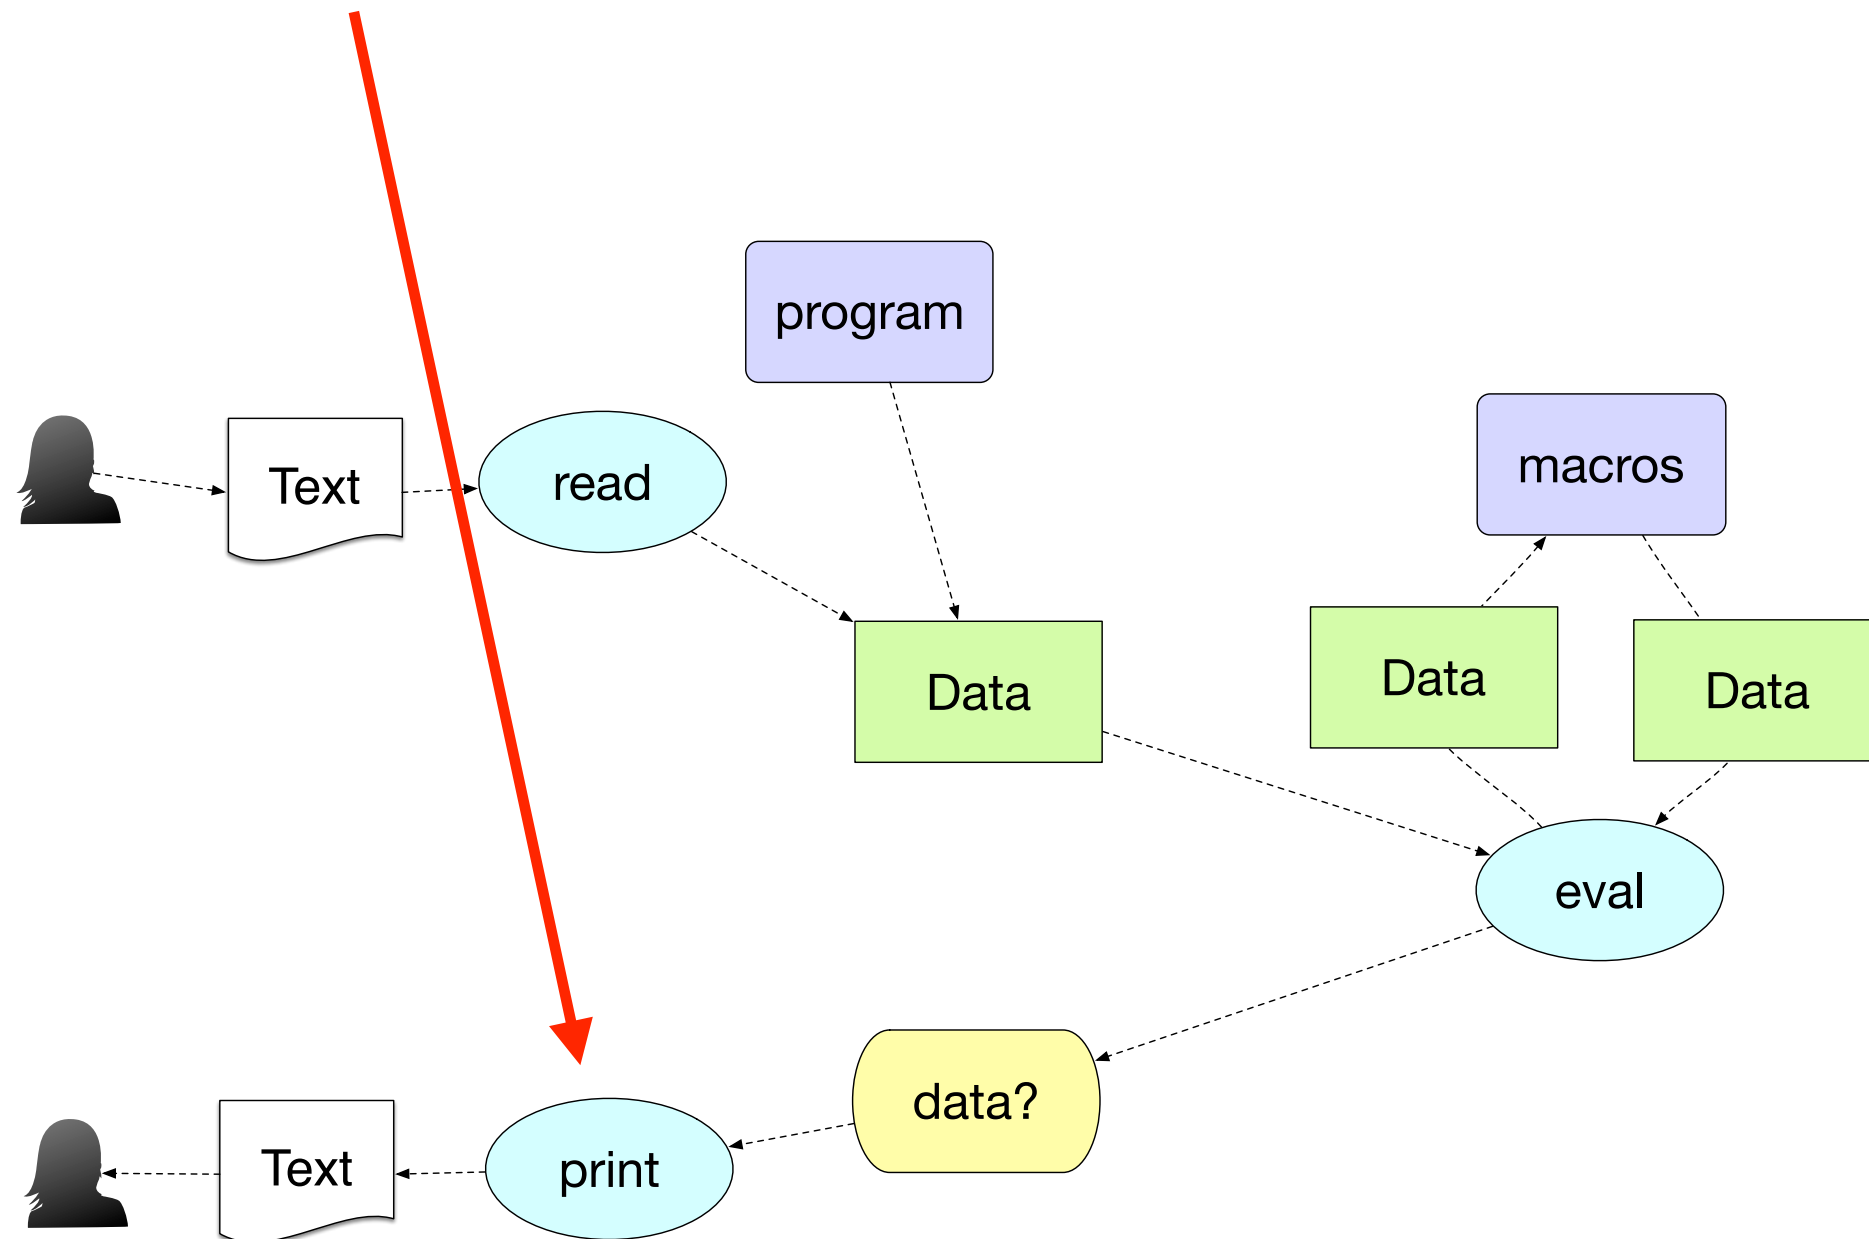 program
macros
Text
read
Data
Data
Data
eval
data?
Text
print